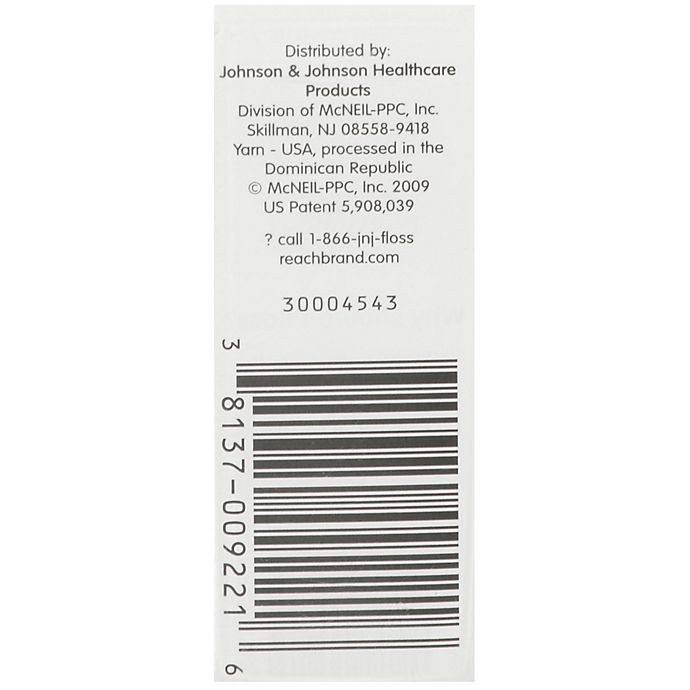 Distributed by:
Johnson & Johnson Healthcare
Products
Division of McNEIL-PPC, Inc.
Skillman, NJ 08558-9418
Yarn - USA, processed in the
Dominican Republic
© McNEIL-PPC, Inc. 2009
US Patent 5,908,039
? call 1-866-jnj-floss
reachbrand.com
30004543
3 8137-009221 6